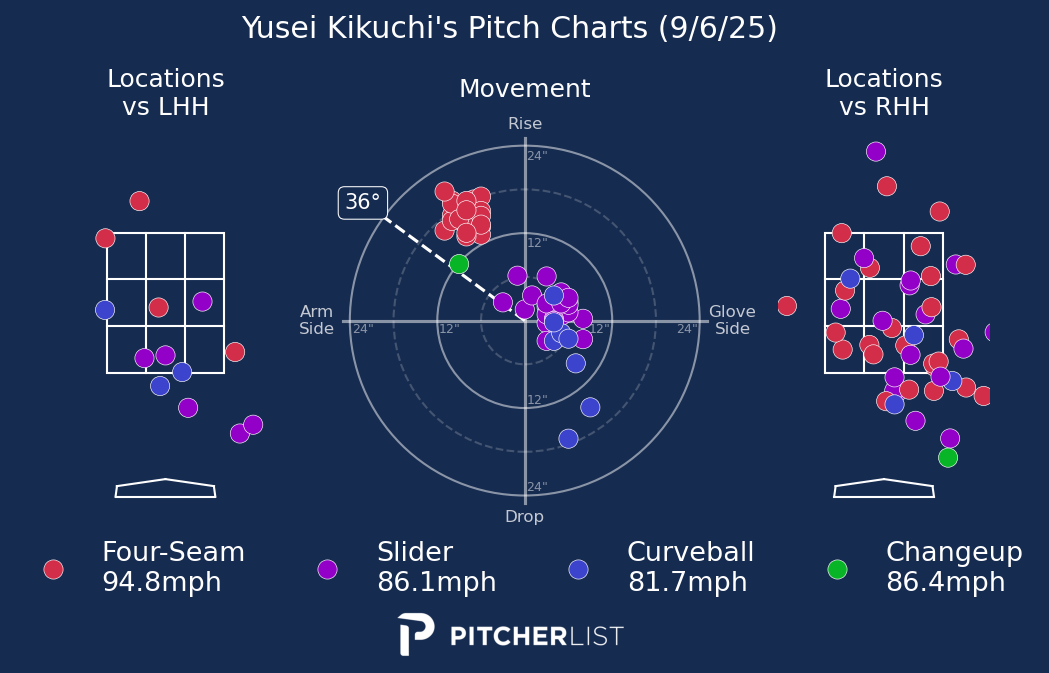 Yusei Kikuchi's Pitch Charts (9/6/25)
Locations
vs LHH
Movement
Locations
vs RHH
Rise
24"
36°
12"
Arm
Side
24"
12"
12"
24"
Glove
Side
12"
24"
Drop
Four-Seam
94.8mph
Slider
86.1mph
Curveball
81.7mph
Changeup
86.4mph
PITCHERLIST